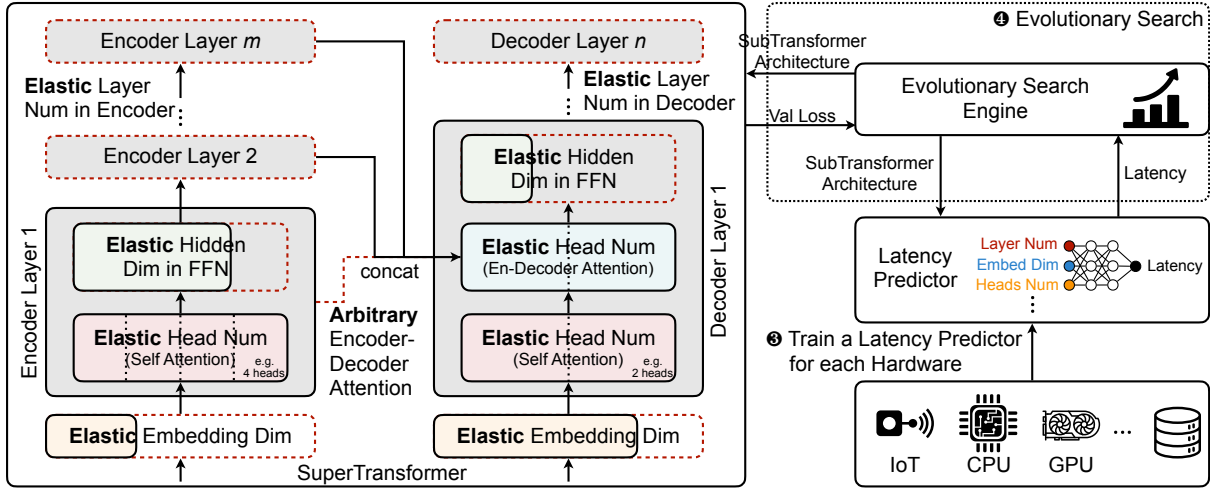 Encoder Layer m
Elastic Layer
Num in Encoder
Encoder Layer 2
Encoder Layer 1
Elastic Hidden
Dim in FFN
Elastic Head Num
(Self Attention)
e.g.
4 heads
Elastic Embedding Dim
concat
Arbitrary
Encoder-
Decoder
Attention
SuperTransformer
Decoder Layer n
Elastic Layer
Num in Decoder
Decoder Layer 1
Elastic Hidden
Dim in FFN
Elastic Head Num
(En-Decoder Attention)
Elastic Head Num
(Self Attention)
e.g.
2 heads
Elastic Embedding Dim
❹ Evolutionary Search
SubTransformer
Architecture
Val Loss
Evolutionary Search
Engine
SubTransformer
Architecture
Latency
Latency
Predictor
Layer Num
Embed Dim
Heads Num
Latency
❸ Train a Latency Predictor
for each Hardware
IoT
CPU
GPU
...